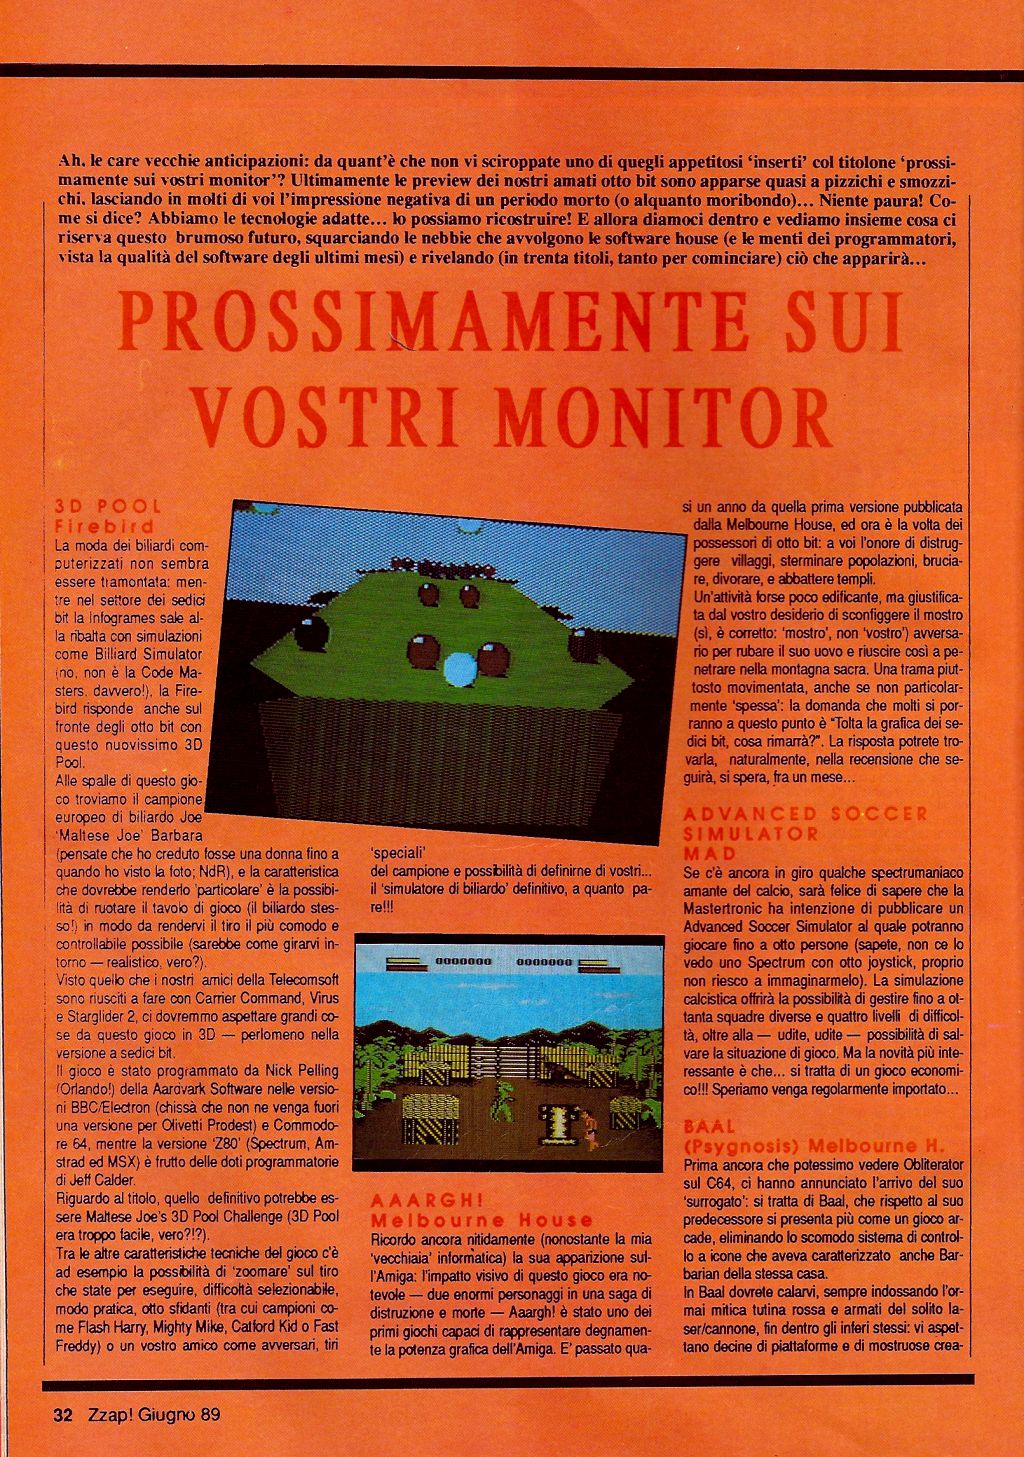 Ah, le care vecchie anticipazioni: da quant'è che non vi sciroppate uno di quegli appetitosi 'inserti' col titolone 'prossi-
mamente sui vostri monitor'? Ultimamente le preview dei nostri amati otto bit sono apparse quasi a pizzichi e smozzi-
chi, lasciando in molti di voi l'impressione negativa di un periodo morto (o alquanto moribondo)... Niente paura! Co-
me si dice? Abbiamo le tecnologie adatte... lo possiamo ricostruire! E allora diamoci dentro e vediamo insieme cosa ci
riserva questo brumoso futuro, squarciando le nebbie che avvolgono le software house (e le menti dei programmatori,
vista la qualità del software degli ultimi mesi) e rivelando (in trenta titoli, tanto per cominciare) ciò che apparirà...
PROSSIMAMENTE SUI
VOSTRI MONITOR
3D POOL
Firebird
La moda dei biliardi com-
puterizzati non sembra
essere tramontata: men-
tre nel settore dei sedici
bit la Infogrames sale al-
la ribalta con simulazioni
come Billiard Simulator
(no, non è la Code Ma-
sters, davvero!), la Fire-
bird risponde anche sul
fronte degli otto bit con
questo nuovissimo 3D
Pool.
Alle spalle di questo gio-
co troviamo il campione
europeo di biliardo Joe
'Maltese Joe' Barbara
(pensate che ho creduto fosse una donna fino a
quando ho visto la foto; NdR), e la caratteristica
che dovrebbe renderlo 'particolare' è la possibi-
lità di ruotare il tavolo di gioco (il biliardo stes-
so!) in modo da rendervi il tiro il più comodo e
controllabile possibile (sarebbe come girarvi in-
torno — realistico, vero?).
Visto quello che i nostri amici della Telecomsoft
sono riusciti a fare con Carrier Command, Virus
e Starglider 2, ci dovremmo aspettare grandi co-
se da questo gioco in 3D — perlomeno nella
versione a sedici bit.
Il gioco è stato programmato da Nick Pelling
(Orlando!) della Aardvark Software nelle versio-
ni BBC/Electron (chissà che non ne venga fuori
una versione per Olivetti Prodest) e Commodo-
re 64, mentre la versione 'Z80' (Spectrum, Am-
strad ed MSX) è frutto delle doti programmatorie
di Jeff Calder.
Riguardo al titolo, quello definitivo potrebbe es-
sere Maltese Joe's 3D Pool Challenge (3D Pool
era troppo facile, vero?!?).
Tra le altre caratteristiche tecniche del gioco c'è
ad esempio la possibilità di 'zoomare' sul tiro
che state per eseguire, difficoltà selezionabile,
modo pratica, otto sfidanti (tra cui campioni co-
me Flash Harry, Mighty Mike, Catford Kid o Fast
Freddy) o un vostro amico come avversari, tiri
'speciali'
del campione e possibilità di definirne di vostri...
il 'simulatore di biliardo' definitivo, a quanto pa-
re!!!
0000000 0000000
AAARGH!
Melbourne House
Ricordo ancora nitidamente (nonostante la mia
'vecchiaia' informatica) la sua apparizione sul-
l'Amiga: l'impatto visivo di questo gioco era no-
tevole — due enormi personaggi in una saga di
distruzione e morte — Aaargh! è stato uno dei
primi giochi capaci di rappresentare degnamen-
te la potenza grafica dell'Amiga. E' passato qua-
si un anno da quella prima versione pubblicata
dalla Melbourne House, ed ora è la volta dei
possessori di otto bit: a voi l'onore di distrug-
gere villaggi, sterminare popolazioni, brucia-
re, divorare, e abbattere templi.
Un'attività forse poco edificante, ma giustifica-
ta dal vostro desiderio di sconfiggere il mostro
(sì, è corretto: 'mostro', non 'vostro') avversa-
rio per rubare il suo uovo e riuscire così a pe-
netrare nella montagna sacra. Una trama piut-
tosto movimentata, anche se non particolar-
mente 'spessa': la domanda che molti si por-
ranno a questo punto è "Tolta la grafica dei se-
dici bit, cosa rimarrà?". La risposta potrete tro-
varla, naturalmente, nella recensione che se-
guirà, si spera, fra un mese...
ADVANCED SOCCER
SIMULATOR
MAD
Se c'è ancora in giro qualche spectrumaniaco
amante del calcio, sarà felice di sapere che la
Mastertronic ha intenzione di pubblicare un
Advanced Soccer Simulator al quale potranno
giocare fino a otto persone (sapete, non ce lo
vedo uno Spectrum con otto joystick, proprio
non riesco a immaginarmelo). La simulazione
calcistica offrirà la possibilità di gestire fino a ot-
tanta squadre diverse e quattro livelli di difficol-
tà, oltre alla — udite, udite — possibilità di sal-
vare la situazione di gioco. Ma la novità più inte-
ressante è che... si tratta di un gioco economi-
co!!! Speriamo venga regolarmente importato...
BAAL
(Psygnosis) Melbourne H.
Prima ancora che potessimo vedere Obliterator
sul C64, ci hanno annunciato l'arrivo del suo
'surrogato': si tratta di Baal, che rispetto al suo
predecessore si presenta più come un gioco ar-
cade, eliminando lo scomodo sistema di control-
lo a icone che aveva caratterizzato anche Bar-
barian della stessa casa.
In Baal dovrete calarvi, sempre indossando l'or-
mai mitica tutina rossa e armati del solito la-
ser/cannone, fin dentro gli inferi stessi: vi aspet-
tano decine di piattaforme e di mostruose crea-
32 Zzap! Giugno 89